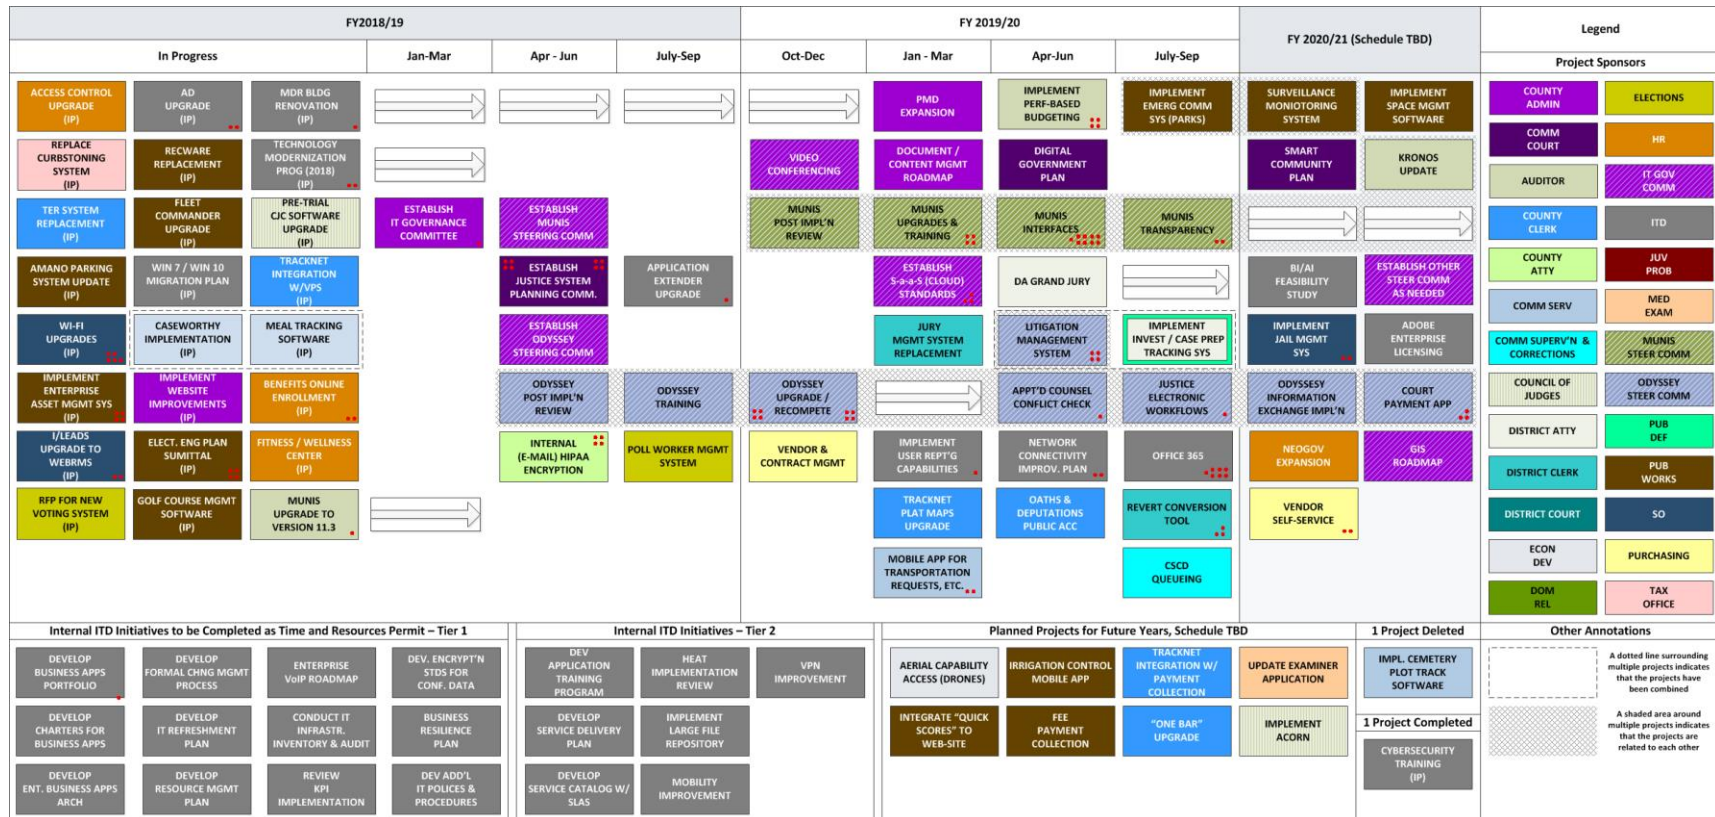 FY2018/19
FY 2019/20
FY 2020/21 (Schedule TBD)
Legend
In Progress
Jan-Mar
Apr - Jun
July-Sep
Oct-Dec
Jan - Mar
Apr-Jun
July-Sep
Project Sponsors
ACCESS CONTROL
UPGRADE
(IP)
AD
UPGRADE
(IP)
MDR BLDG
RENOVATION
(IP)
PMD
EXPANSION
IMPLEMENT
PERF-BASED
BUDGETING
IMPLEMENT
EMERG COMM
SYS (PARKS)
SURVEILLANCE
MONIOTORING
SYSTEM
IMPLEMENT
SPACE MGMT
SOFTWARE
COUNTY
ADMIN
ELECTIONS
REPLACE
CURBSTONING
SYSTEM
(IP)
RECWARE
REPLACEMENT
(IP)
TECHNOLOGY
MODERNIZATION
PROG (2018)
(IP)
VIDEO
CONFERENCING
DOCUMENT /
CONTENT MGMT
ROADMAP
DIGITAL
GOVERNMENT
PLAN
SMART
COMMUNITY
PLAN
KRONOS
UPDATE
COMM
COURT
HR
AUDITOR
IT GOV
COMM
TER SYSTEM
REPLACEMENT
(IP)
FLEET
COMMANDER
UPGRADE
(IP)
PRE-TRIAL
CJC SOFTWARE
UPGRADE
(IP)
ESTABLISH
IT GOVERNANCE
COMMITTEE
ESTABLISH
MUNIS
STEERING COMM
MUNIS
POST IMPL'N
REVIEW
MUNIS
UPGRADES &
TRAINING
MUNIS
INTERFACES
MUNIS
TRANSPARENCY
COUNTY
CLERK
ITD
AMANO PARKING
SYSTEM UPDATE
(IP)
WIN 7 / WIN 10
MIGRATION PLAN
(IP)
TRACKNET
INTEGRATION
W/VPS
(IP)
ESTABLISH
JUSTICE SYSTEM
PLANNING COMM.
APPLICATION
EXTENDER
UPGRADE
ESTABLISH
S-a-a-S (CLOUD)
STANDARDS
DA GRAND JURY
BI/AI
FEASIBILITY
STUDY
ESTABLISH OTHER
STEER COMM
AS NEEDED
COUNTY
ATTY
JUV
PROB
COMM SERV
MED
EXAM
WI-FI
UPGRADES
(IP)
CASEWORTHY
IMPLEMENTATION
(IP)
MEAL TRACKING
SOFTWARE
(IP)
ESTABLISH
ODYSSEY
STEERING COMM
JURY
MGMT SYSTEM
REPLACEMENT
LITIGATION
MANAGEMENT
SYSTEM
IMPLEMENT
INVEST / CASE PREP
TRACKING SYS
IMPLEMENT
JAIL MGMT
SYS
ADOBE
ENTERPRISE
LICENSING
COMM SUPERV'N &
CORRECTIONS
MUNIS
STEER COMM
IMPLEMENT
ENTERPRISE
ASSET MGMT SYS
(IP)
IMPLEMENT
WEBSITE
IMPROVEMENTS
(IP)
BENEFITS ONLINE
ENROLLMENT
(IP)
ODYSSEY
POST IMPL'N
REVIEW
ODYSSEY
TRAINING
ODYSSEY
UPGRADE /
RECOMPETE
APPT'D COUNSEL
CONFLICT CHECK
JUSTICE
ELECTRONIC
WORKFLOWS
ODYSSESY
INFORMATION
EXCHANGE IMPL'N
COURT
PAYMENT APP
COUNCIL OF
JUDGES
ODYSSEY
STEER COMM
I/LEADS
UPGRADE TO
WEBRMS
(IP)
ELECT. ENG PLAN
SUMITTAL
(IP)
FITNESS / WELLNESS
CENTER
(IP)
INTERNAL
(E-MAIL) HIPAA
ENCRYPTION
POLL WORKER MGMT
SYSTEM
VENDOR &
CONTRACT MGMT
IMPLEMENT
USER REPT'G
CAPABILITIES
NETWORK
CONNECTIVITY
IMPROV. PLAN
OFFICE 365
NEOGOV
EXPANSION
GIS
ROADMAP
DISTRICT ATTY
PUB
DEF
DISTRICT CLERK
PUB
WORKS
RFP FOR NEW
VOTING SYSTEM
(IP)
GOLF COURSE MGMT
SOFTWARE
(IP)
MUNIS
UPGRADE TO
VERSION 11.3
TRACKNET
PLAT MAPS
UPGRADE
OATHS &
DEPUTATIONS
PUBLIC ACC
REVERT CONVERSION
TOOL
VENDOR
SELF-SERVICE
DISTRICT COURT
SO
MOBILE APP FOR
TRANSPORTATION
REQUESTS, ETC.
CSCD
QUEUEING
ECON
DEV
PURCHASING
DOM
REL
TAX
OFFICE
Internal ITD Initiatives to be Completed as Time and Resources Permit – Tier 1
Internal ITD Initiatives – Tier 2
Planned Projects for Future Years, Schedule TBD
1 Project Deleted
Other Annotations
DEVELOP
BUSINESS APPS
PORTFOLIO
DEVELOP
FORMAL CHNG MGMT
PROCESS
ENTERPRISE
VoIP ROADMAP
DEV. ENCRYPT'N
STDS FOR
CONF. DATA
DEV
APPLICATION
TRAINING
PROGRAM
HEAT
IMPLEMENTATION
REVIEW
VPN
IMPROVEMENT
AERIAL CAPABILITY
ACCESS (DRONES)
IRRIGATION CONTROL
MOBILE APP
TRACKNET
INTEGRATION W/
PAYMENT
COLLECTION
UPDATE EXAMINER
APPLICATION
IMPL. CEMETERY
PLOT TRACK
SOFTWARE
A dotted line surrounding
multiple projects indicates
that the projects have
been combined
DEVELOP
CHARTERS FOR
BUSINESS APPS
DEVELOP
IT REFRESHMENT
PLAN
CONDUCT IT
INFRASTR.
INVENTORY & AUDIT
BUSINESS
RESILIENCE
PLAN
DEVELOP
SERVICE DELIVERY
PLAN
IMPLEMENT
LARGE FILE
REPOSITORY
INTEGRATE "QUICK
SCORES" TO
WEB-SITE
FEE
PAYMENT
COLLECTION
"ONE BAR"
UPGRADE
IMPLEMENT
ACORN
1 Project Completed
A shaded area around
multiple projects indicates
that the projects are
related to each other
DEVELOP
ENT. BUSINESS APPS
ARCH
DEVELOP
RESOURCE MGMT
PLAN
REVIEW
KPI
IMPLEMENTATION
DEV ADD'L
IT POLICES &
PROCEDURES
DEVELOP
SERVICE CATALOG W/
SLAS
MOBILITY
IMPROVEMENT
CYBERSECURITY
TRAINING
(IP)